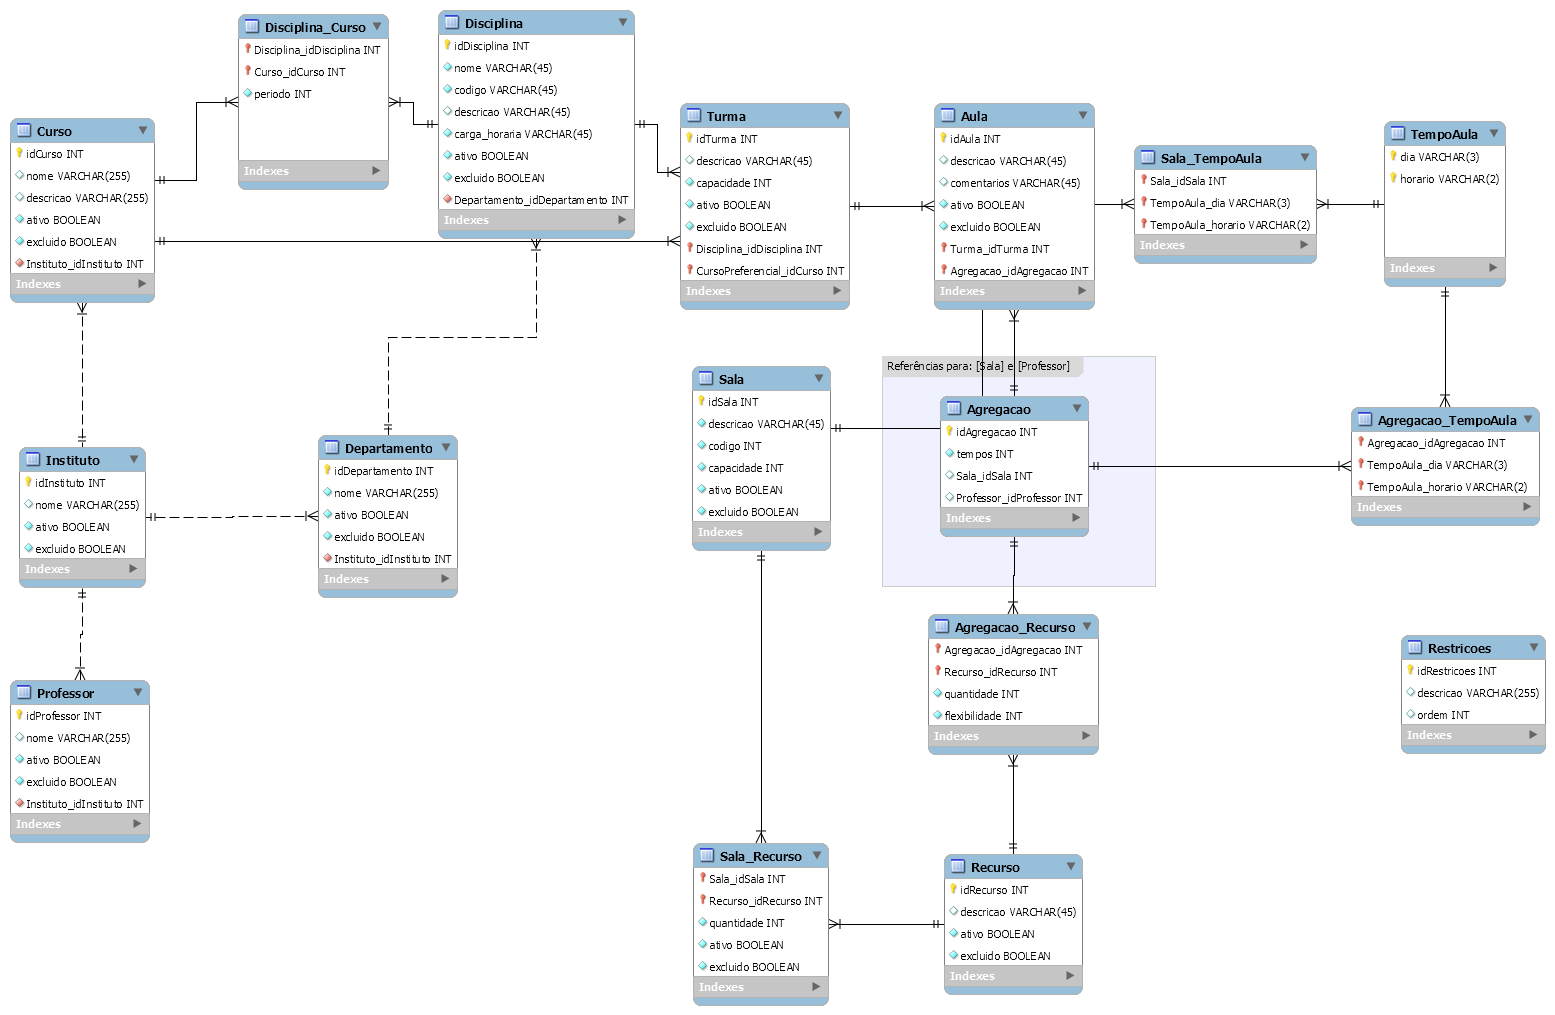 Disciplina_Curso
Disciplina_idDisciplina INT
Curso_idCurso INT
periodo INT
Indexes
Disciplina
idDisciplina INT
nome VARCHAR(45)
codigo VARCHAR(45)
descricao VARCHAR(45)
carga_horaria VARCHAR(45)
ativo BOOLEAN
excluido BOOLEAN
Departamento_idDepartamento INT
Indexes
Curso
idCurso INT
nome VARCHAR(255)
descricao VARCHAR(255)
ativo BOOLEAN
excluido BOOLEAN
Instituto_idInstituto INT
Indexes
Turma
idTurma INT
descricao VARCHAR(45)
capacidade INT
ativo BOOLEAN
excluido BOOLEAN
Disciplina_idDisciplina INT
CursoPreferencial_idCurso INT
Indexes
Aula
idAula INT
descricao VARCHAR(45)
comentarios VARCHAR(45)
ativo BOOLEAN
excluido BOOLEAN
Turma_idTurma INT
Agregacao_idAgregacao INT
Indexes
Sala_TempoAula
Sala_idSala INT
TempoAula_dia VARCHAR(3)
TempoAula_horario VARCHAR(2)
Indexes
TempoAula
dia VARCHAR(3)
horario VARCHAR(2)
Indexes
Referências para: [Sala] e [Professor]
Sala
idSala INT
descricao VARCHAR(45)
codigo INT
capacidade INT
ativo BOOLEAN
excluido BOOLEAN
Indexes
Agregacao
idAgregacao INT
tempos INT
Sala_idSala INT
Professor_idProfessor INT
Indexes
Agregacao_TempoAula
Agregacao_idAgregacao INT
TempoAula_dia VARCHAR(3)
TempoAula_horario VARCHAR(2)
Indexes
Instituto
idInstituto INT
nome VARCHAR(255)
ativo BOOLEAN
excluido BOOLEAN
Indexes
Departamento
idDepartamento INT
nome VARCHAR(255)
ativo BOOLEAN
excluido BOOLEAN
Instituto_idInstituto INT
Indexes
Agregacao_Recurso
Agregacao_idAgregacao INT
Recurso_idRecurso INT
quantidade INT
flexibilidade INT
Indexes
Restricoes
idRestricoes INT
descricao VARCHAR(255)
ordem INT
Indexes
Professor
idProfessor INT
nome VARCHAR(255)
ativo BOOLEAN
excluido BOOLEAN
Instituto_idInstituto INT
Indexes
Sala_Recurso
Sala_idSala INT
Recurso_idRecurso INT
quantidade INT
ativo BOOLEAN
excluido BOOLEAN
Indexes
Recurso
idRecurso INT
descricao VARCHAR(45)
ativo BOOLEAN
excluido BOOLEAN
Indexes